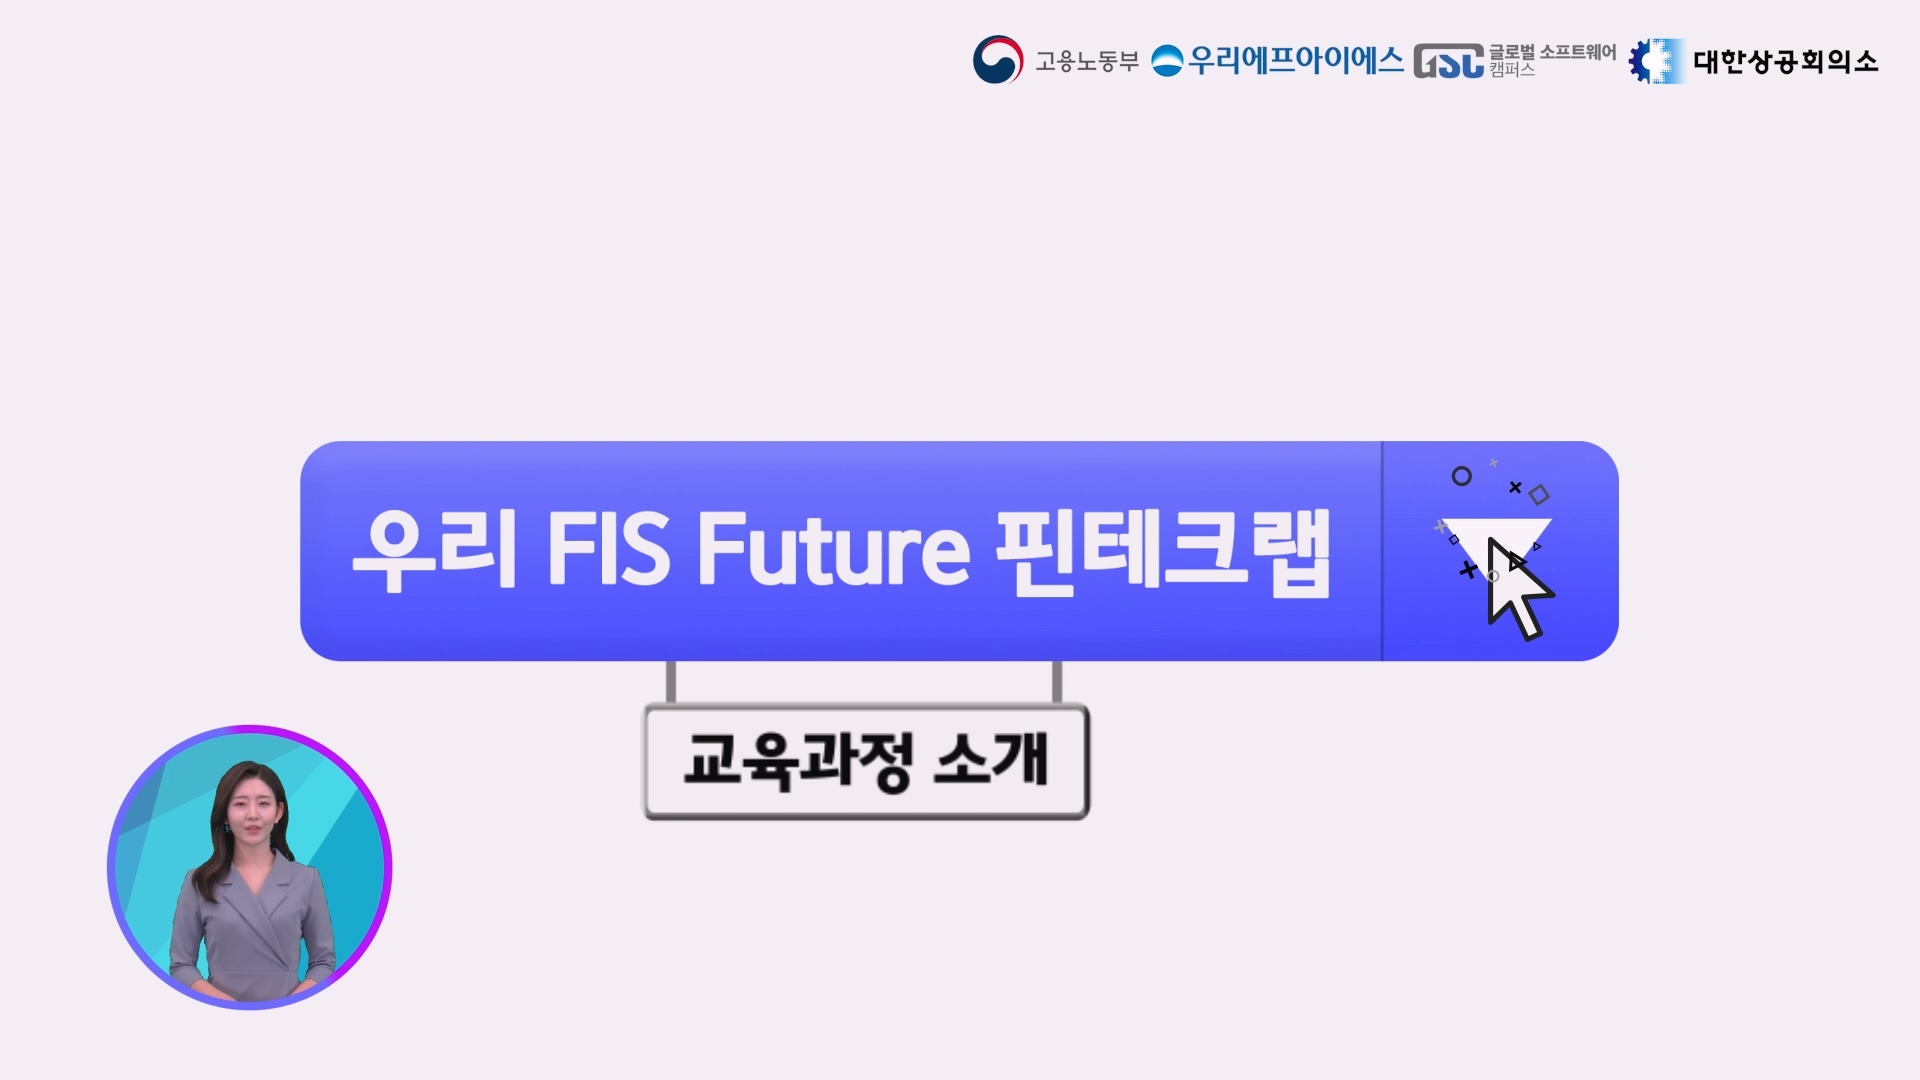 고용노동부
우리에프아이에스
GSC 글로벌 소프트웨어
캠퍼스
대한상공회의소
우리 FIS Future 핀테크랩
교육과정 소개